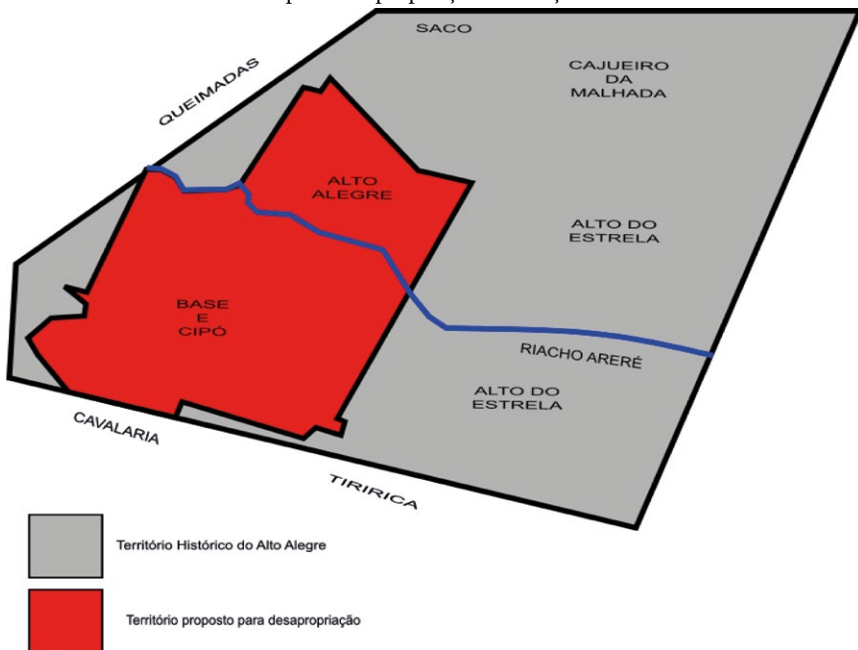 SACO
CAJUEIRO
DA
MALHADA
QUEIMADAS
ALTO
ALEGRE
ALTO DO
ESTRELA
BASE
E
CIPÓ
RIACHO ARERÉ
ALTO DO
ESTRELA
CAVALARIA
TIRIRICA
Território Histórico do Alto Alegre
Território proposto para desapropriação